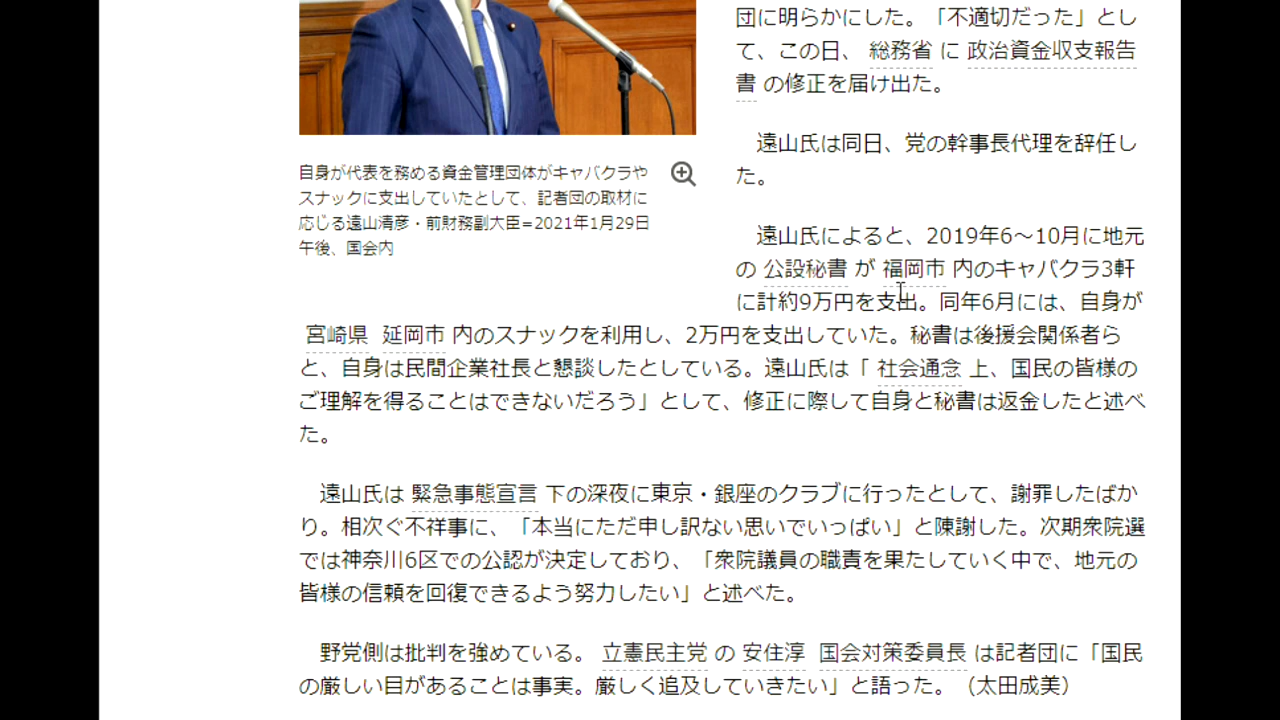 団に明らかにした。「不適切だった」とし
て、この日、 総務省 に 政治資金収支報告
書 の修正を届け出た。
遠山氏は同日、党の幹事長代理を辞任し
た。
自身が代表を務める資金管理団体がキャバクラや
スナックに支出していたとして、記者団の取材に
応じる遠山清彦・前財務副大臣=2021年1月29日
午後、国会内
遠山氏によると、2019年6～10月に地元
の 公設秘書 が 福岡市 内のキャバクラ3軒
に計約9万円を支出。同年6月には、自身が
宮崎県 延岡市 内のスナックを利用し、2万円を支出していた。秘書は後援会関係者ら
と、自身は民間企業社長と懇談したとしている。遠山氏は「 社会通念 上、国民の皆様の
ご理解を得ることはできないだろう」として、修正に際して自身と秘書は返金したと述べ
た。
遠山氏は 緊急事態宣言 下の深夜に東京・銀座のクラブに行ったとして、謝罪したばか
り。相次ぐ不祥事に、「本当にただ申し訳ない思いでいっぱい」と陳謝した。次期衆院選
では神奈川6区での公認が決定しており、「衆院議員の職責を果たしていく中で、地元の
皆様の信頼を回復できるよう努力したい」と述べた。
野党側は批判を強めている。 立憲民主党 の 安住淳 国会対策委員長 は記者団に「国民
の厳しい目があることは事実。厳しく追及していきたい」と語った。（太田成美）